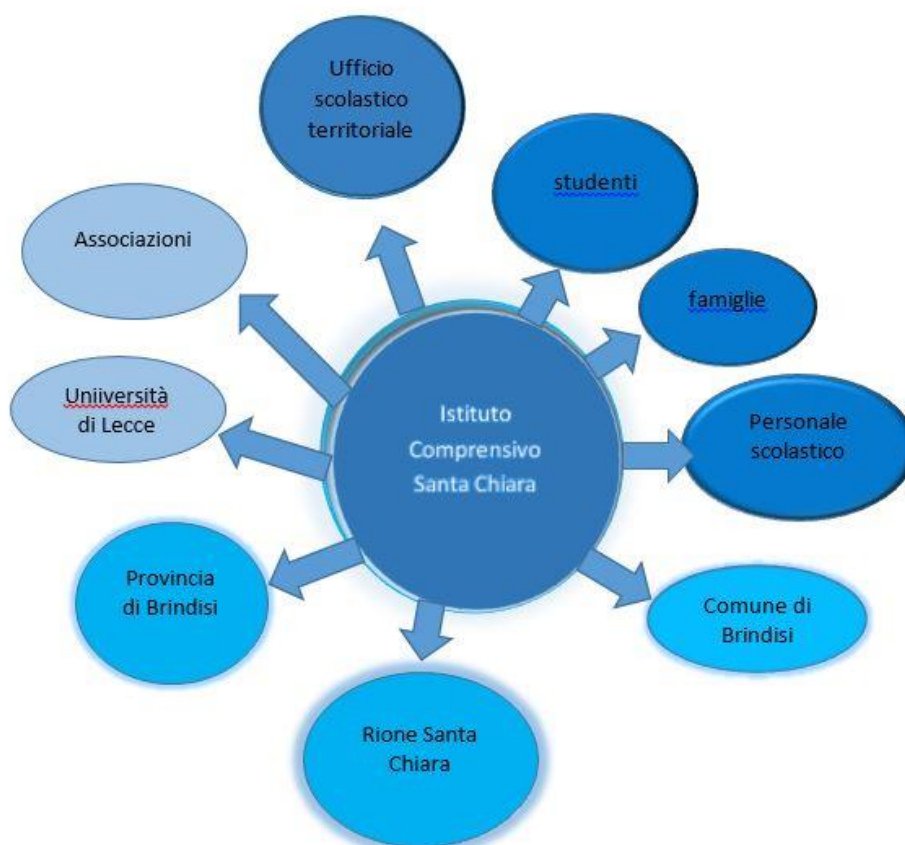 Ufficio
scolastico
territoriale
studenti
Associazioni
famiglie
Uniiversità
di Lecce
Istituto
Comprensivo
Santa Chiara
Personale
scolastico
Provincia
di Brindisi
Comune di
Brindisi
Rione Santa
Chiara